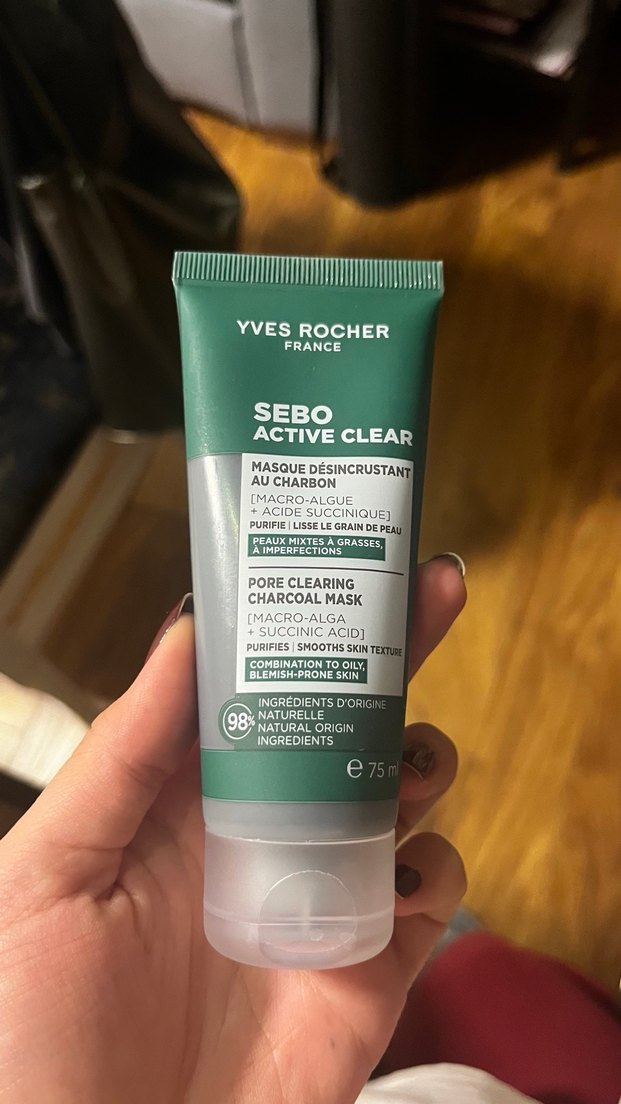 YVES ROCHER
FRANCE
SEBO
ACTIVE CLEAR
MASQUE DÉSINCRUSTANT
AU CHARBON
[MACRO-ALGUE
+ ACIDE SUCCINIQUE]
PURIFIE | LISSE LE GRAIN DE PEAU
PEAUX MIXTES À GRASSES,
À IMPERFECTIONS
PORE CLEARING
CHARCOAL MASK
[MACRO-ALGA
+ SUCCINIC ACID]
PURIFIES | SMOOTHS SKIN TEXTURE
COMBINATION TO OILY,
BLEMISH-PRONE SKIN
98%
INGRÉDIENTS D'ORIGINE
NATURELLE
NATURAL ORIGIN
INGREDIENTS
e 75 ml